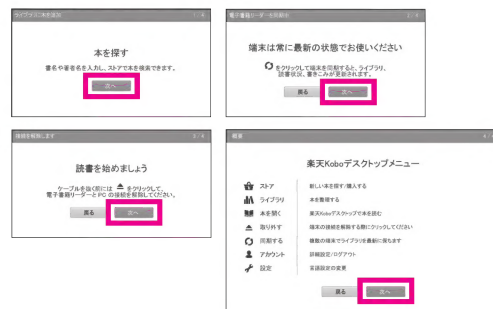 ライブラリに本を追加 1／4
本を探す
書名や著者名を入力し、ストアで本を検索できます。
次へ
電子書籍リーダーを同期中 2／4
端末は常に最新の状態でお使いください
をクリックして端末を同期すると、ライブラリ、
読書状況、書きこみが更新されます。
戻る 次へ
接続を解除します 3／4
読書を始めましょう
ケーブルを抜く前には をクリックして、
電子書籍リーダーとPCの接続を解除してください。
戻る 次へ
概要 4／
楽天Koboデスクトップメニュー
ストア 新しい本を探す/購入する
ライブラリ 本を管理する
本を開く 楽天Koboデスクトップで本を読む
取り外す 端末の接続を解除する際にクリックしてください
同期する 複数の端末でライブラリを最新に保ちます
アカウント 詳細設定/ログアウト
設定 言語設定の変更
戻る 次へ